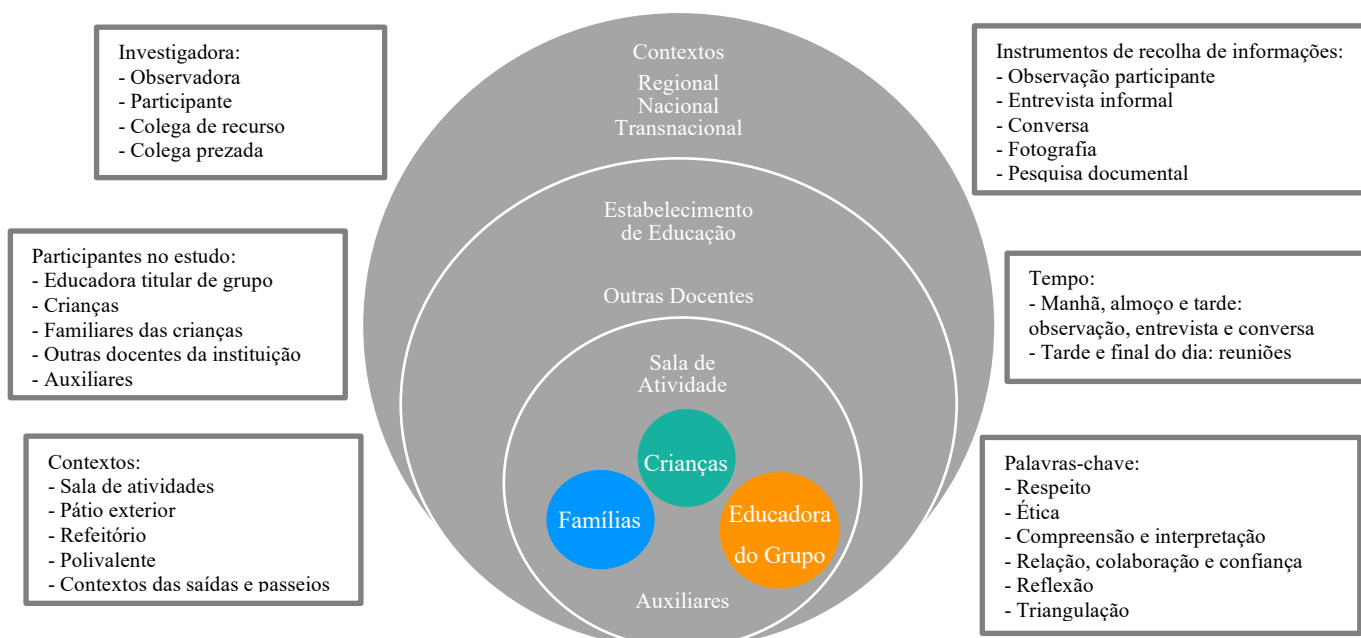 Investigadora:
- Observadora
- Participante
- Colega de recurso
- Colega prezada
Participantes no estudo:
- Educadora titular de grupo
- Crianças
- Familiares das crianças
- Outras docentes da instituição
- Auxiliares
Contextos:
- Sala de atividades
- Pátio exterior
- Refeitório
- Polivalente
- Contextos das saídas e passeios
Contextos
Regional
Nacional
Transnacional
Estabelecimento
de Educação
Outras Docentes
Sala de
Atividade
Crianças
Famílias
Educadora
do Grupo
Auxiliares
Instrumentos de recolha de informações:
- Observação participante
- Entrevista informal
- Conversa
- Fotografia
- Pesquisa documental
Tempo:
- Manhã, almoço e tarde:
observação, entrevista e conversa
- Tarde e final do dia: reuniões
Palavras-chave:
- Respeito
- Ética
- Compreensão e interpretação
- Relação, colaboração e confiança
- Reflexão
- Triangulação